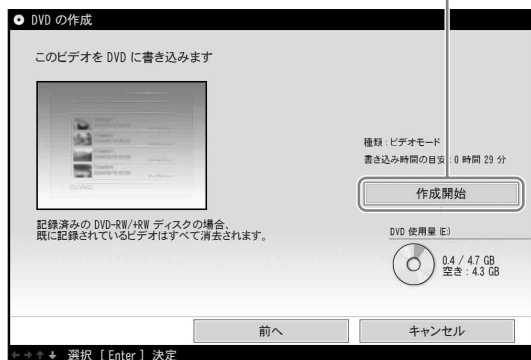 DVD の作成
このビデオを DVD に書き込みます
種類:ビデオモード
書き込み時間の目安:0 時間 29 分
作成開始
記録済みの DVD-RW/+RW ディスクの場合、
既に記録されているビデオはすべて消去されます。
DVD 使用量 (E:)
0.4 / 4.7 GB
空き:4.3 GB
前へ
キャンセル
←→↑↓ 選択 [Enter] 決定